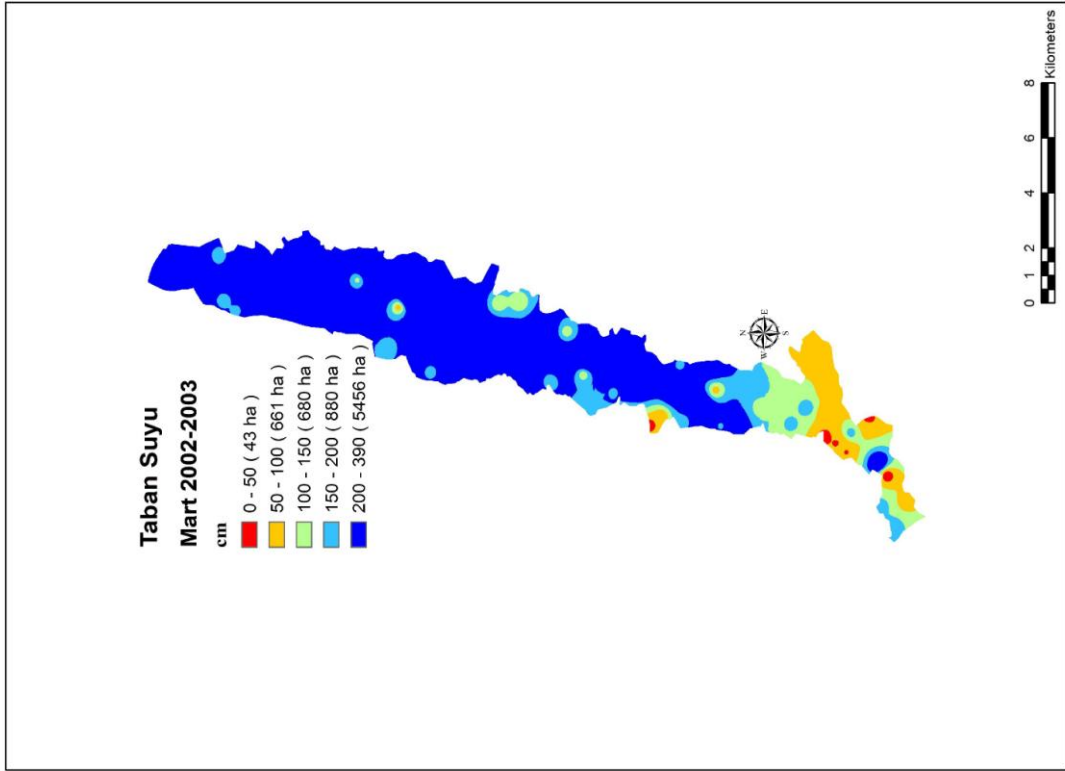 Taban Suyu
Mart 2002-2003
cm
0 - 50 ( 43 ha )
50 - 100 ( 661 ha )
100 - 150 ( 680 ha )
150 - 200 ( 880 ha )
200 - 390 ( 5456 ha )
N
W E
S
0 1 2 4 6 8
Kilometers